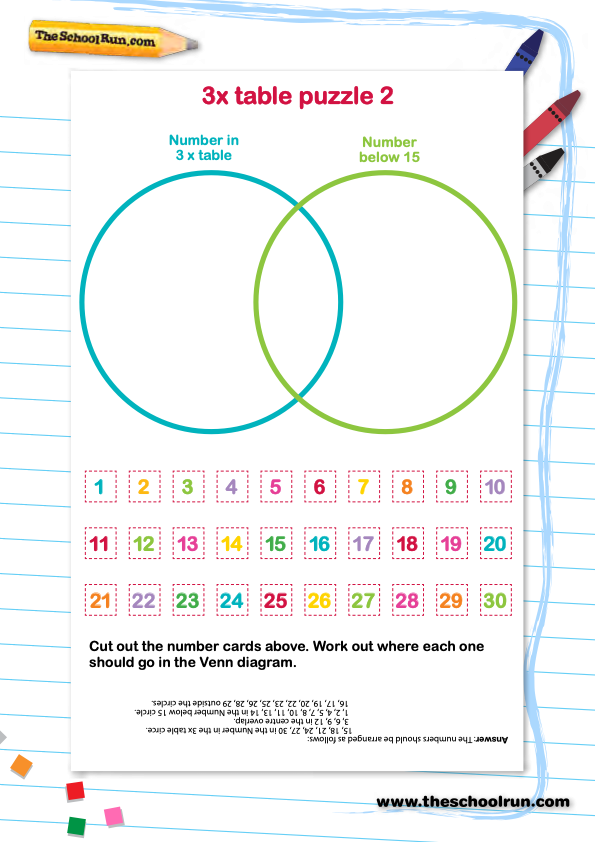 TheSchoolRun.com
3x table puzzle 2
Number in
3 x table
Number
below 15
1 2 3 4 5 6 7 8 9 10
11 12 13 14 15 16 17 18 19 20
21 22 23 24 25 26 27 28 29 30
Cut out the number cards above. Work out where each one
should go in the Venn diagram.
Answer: The numbers should be arranged as follows:
15, 18, 21, 24, 27, 30 in the Number in the 3x table circe.
3, 6, 9, 12 in the centre overlap.
1, 2, 4, 5, 7, 8, 10, 11, 13, 14 in the Number below 15 circle.
16, 17, 19, 20, 22, 23, 25, 26, 28, 29 outside the circles.
www.theschoolrun.com